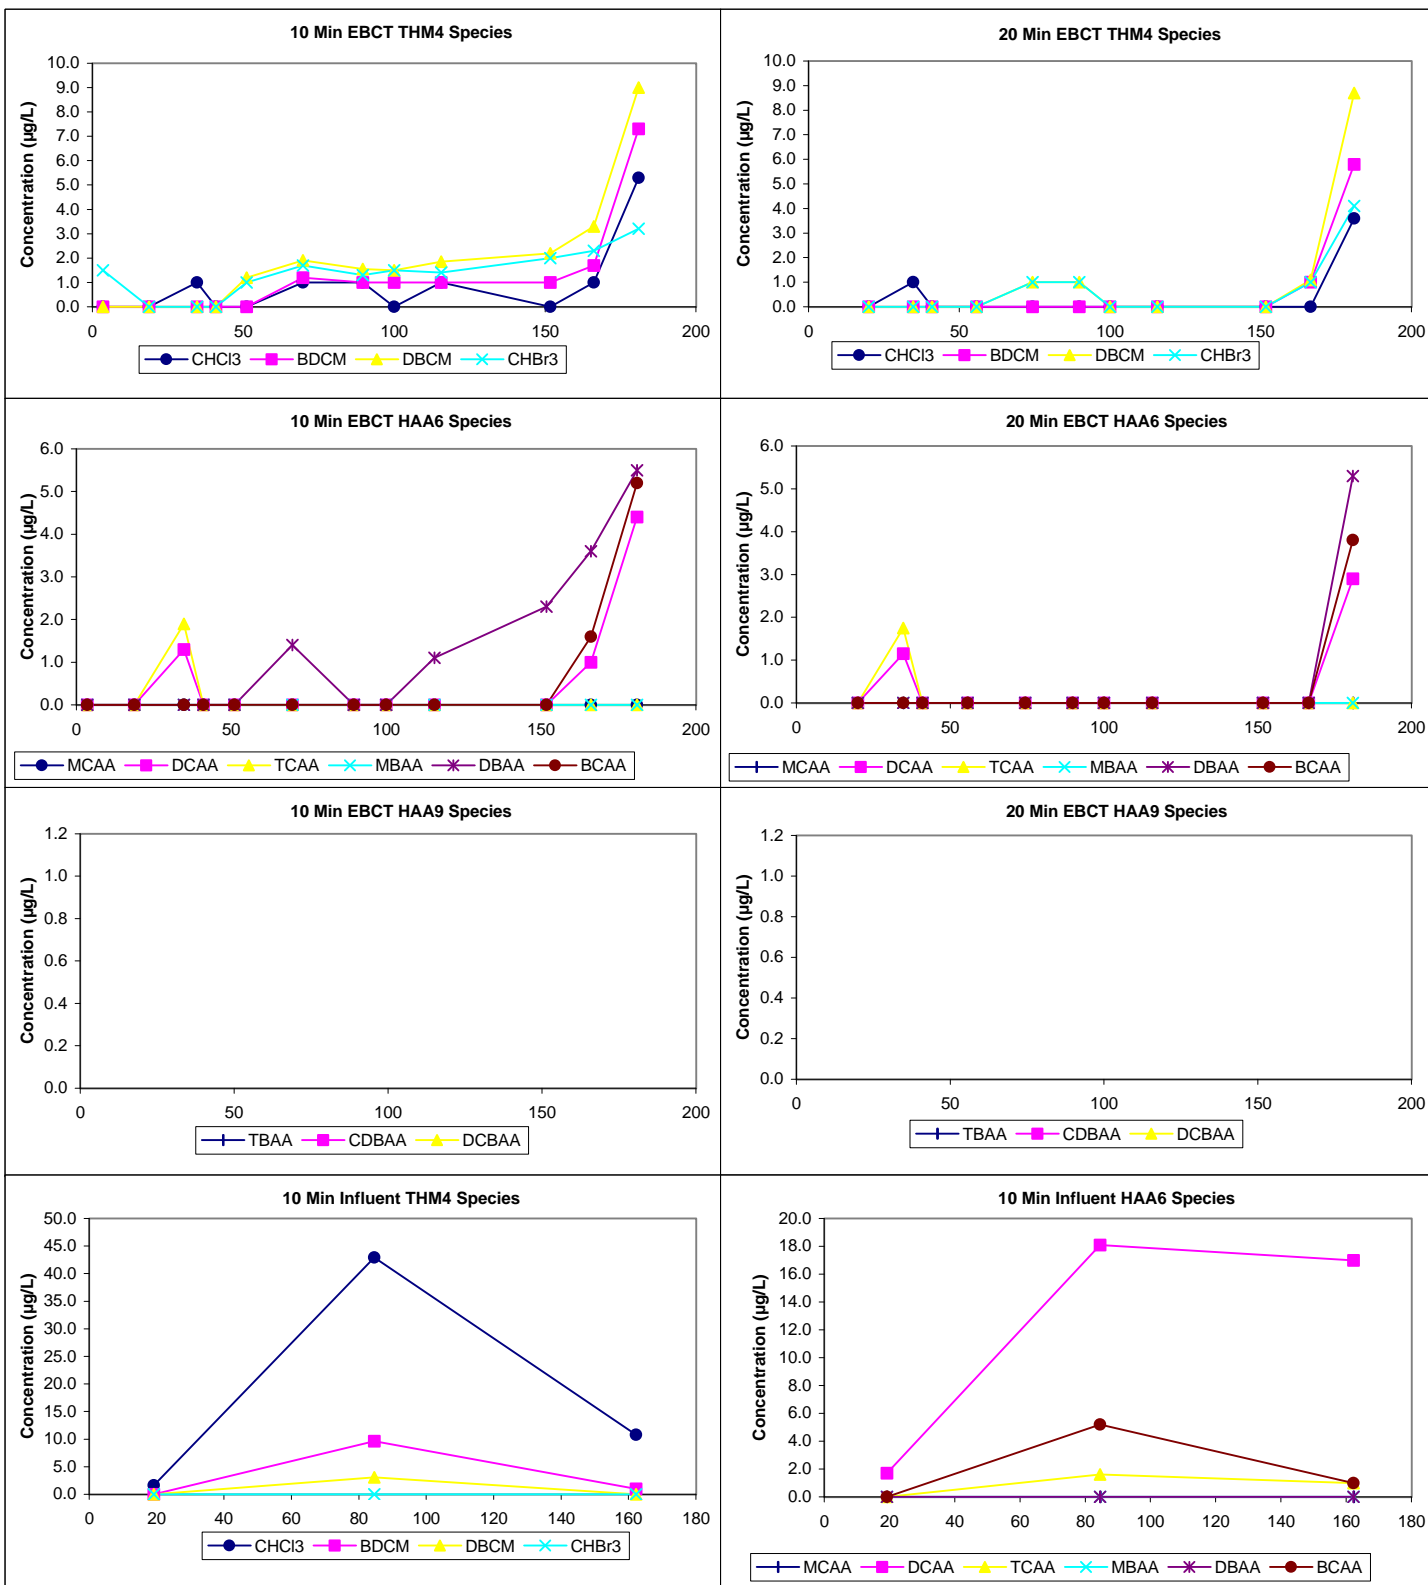 10 Min EBCT THM4 Species
Concentration (µg/L)
10.0
9.0
8.0
7.0
6.0
5.0
4.0
3.0
2.0
1.0
0.0
0 50 100 150 200
CHCl3 BDCM DBCM CHBr3
20 Min EBCT THM4 Species
Concentration (µg/L)
10.0
9.0
8.0
7.0
6.0
5.0
4.0
3.0
2.0
1.0
0.0
0 50 100 150 200
CHCl3 BDCM DBCM CHBr3
10 Min EBCT HAA6 Species
Concentration (µg/L)
6.0
5.0
4.0
3.0
2.0
1.0
0.0
0 50 100 150 200
MCAA DCAA TCAA MBAA DBAA BCAA
20 Min EBCT HAA6 Species
Concentration (µg/L)
6.0
5.0
4.0
3.0
2.0
1.0
0.0
0 50 100 150 200
MCAA DCAA TCAA MBAA DBAA BCAA
10 Min EBCT HAA9 Species
Concentration (µg/L)
1.2
1.0
0.8
0.6
0.4
0.2
0.0
0 50 100 150 200
TBAA CDBAA DCBAA
20 Min EBCT HAA9 Species
Concentration (µg/L)
1.2
1.0
0.8
0.6
0.4
0.2
0.0
0 50 100 150 200
TBAA CDBAA DCBAA
10 Min Influent THM4 Species
Concentration (µg/L)
50.0
45.0
40.0
35.0
30.0
25.0
20.0
15.0
10.0
5.0
0.0
0 20 40 60 80 100 120 140 160 180
CHCl3 BDCM DBCM CHBr3
10 Min Influent HAA6 Species
Concentration (µg/L)
20.0
18.0
16.0
14.0
12.0
10.0
8.0
6.0
4.0
2.0
0.0
0 20 40 60 80 100 120 140 160 180
MCAA DCAA TCAA MBAA DBAA BCAA